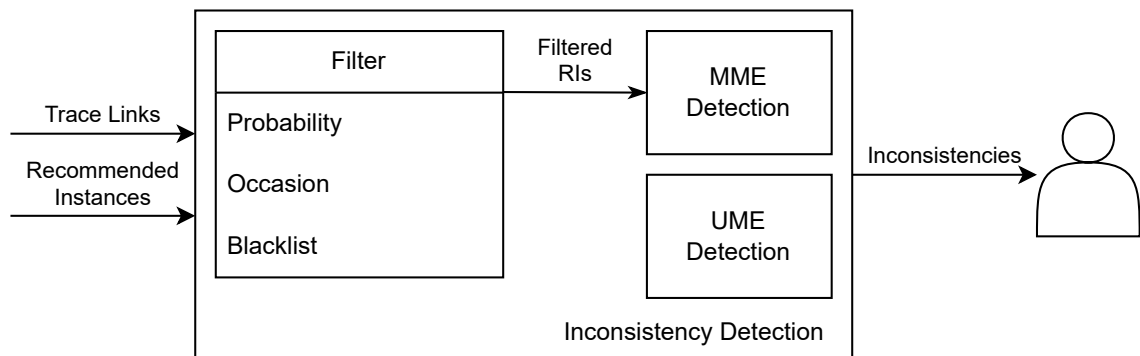 Trace Links
Recommended
Instances
Filter
Probability
Occasion
Blacklist
Filtered
RIs
MME
Detection
UME
Detection
Inconsistency Detection
Inconsistencies